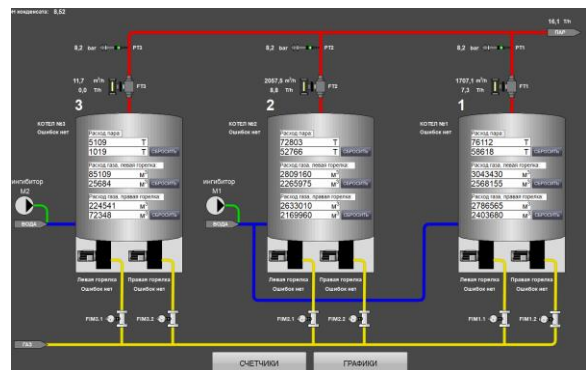 pH конденсата: 8,52
16,1 T/h
ПАР
8,2 bar PT3
8,2 bar PT2
8,2 bar PT1
11,7 m³/h
0,0 T/h
FT3
2057,5 m³/h
8,8 T/h
FT2
1707,1 m³/h
7,3 T/h
FT1
3
2
1
КОТЕЛ №3
Ошибок нет
КОТЕЛ №2
Ошибок нет
КОТЕЛ №1
Ошибок нет
Расход пара:
5109 T
1019 T СБРОСИТЬ
Расход газа, левая горелка:
85109 м³
25684 м³ СБРОСИТЬ
Расход газа, правая горелка:
224541 м³
72348 м³ СБРОСИТЬ
Расход пара:
72803 T
52766 T СБРОСИТЬ
Расход газа, левая горелка:
2809160 м³
2265975 м³ СБРОСИТЬ
Расход газа, правая горелка:
2633010 м³
2169960 м³ СБРОСИТЬ
Расход пара:
76112 T
58618 T СБРОСИТЬ
Расход газа, левая горелка:
3043430 м³
2568155 м³ СБРОСИТЬ
Расход газа, правая горелка:
2786565 м³
2403680 м³ СБРОСИТЬ
ингибитор
M2
ВОДА
ингибитор
M1
ВОДА
Левая горелка Правая горелка
Ошибок нет Ошибок нет
Левая горелка Правая горелка
Ошибок нет Ошибок нет
Левая горелка Правая горелка
Ошибок нет Ошибок нет
FIM3.1 FIM3.2
FIM2.1 FIM2.2
FIM1.1 FIM1.2
ГАЗ
СЧЕТЧИКИ
ГРАФИКИ